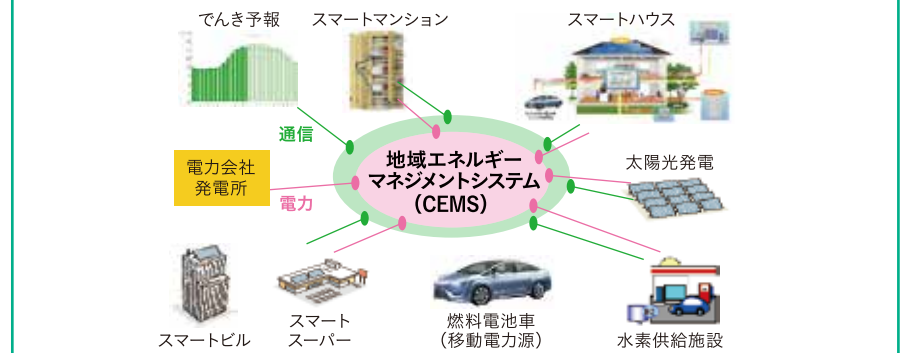 でんき予報
スマートマンション
スマートハウス
通信
電力会社
発電所
電力
地域エネルギー
マネジメントシステム
（CEMS）
太陽光発電
スマートビル
スマート
スーパー
燃料電池車
（移動電力源）
水素供給施設